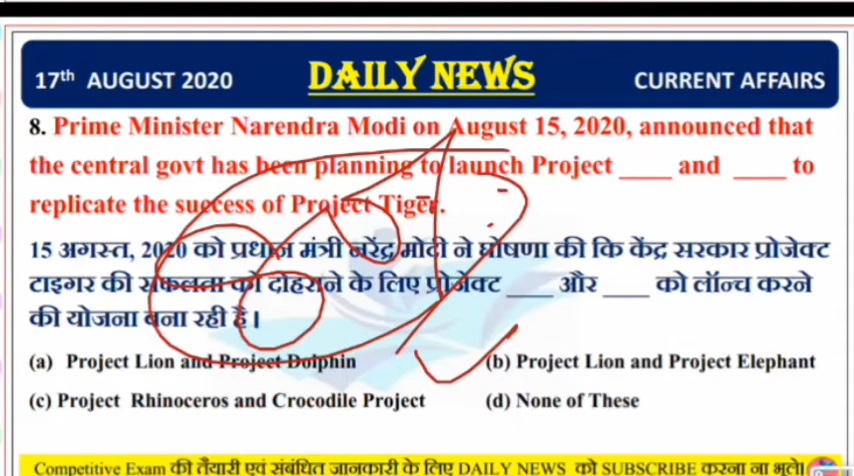 17th AUGUST 2020 DAILY NEWS CURRENT AFFAIRS
8. Prime Minister Narendra Modi on August 15, 2020, announced that
the central govt has been planning to launch Project ____ and ____ to
replicate the success of Project Tiger.
15 अगस्त, 2020 को प्रधान मंत्री नरेंद्र मोदी ने घोषणा की कि केंद्र सरकार प्रोजेक्ट
टाइगर की सफलता को दोहराने के लिए प्रोजेक्ट ____ और ____ को लॉन्च करने
की योजना बना रही है।
(a) Project Lion and Project Dolphin (b) Project Lion and Project Elephant
(c) Project Rhinoceros and Crocodile Project (d) None of These
Competitive Exam की तैयारी एवं संबंधित जानकारी के लिए DAILY NEWS को SUBSCRIBE करना ना भूले।